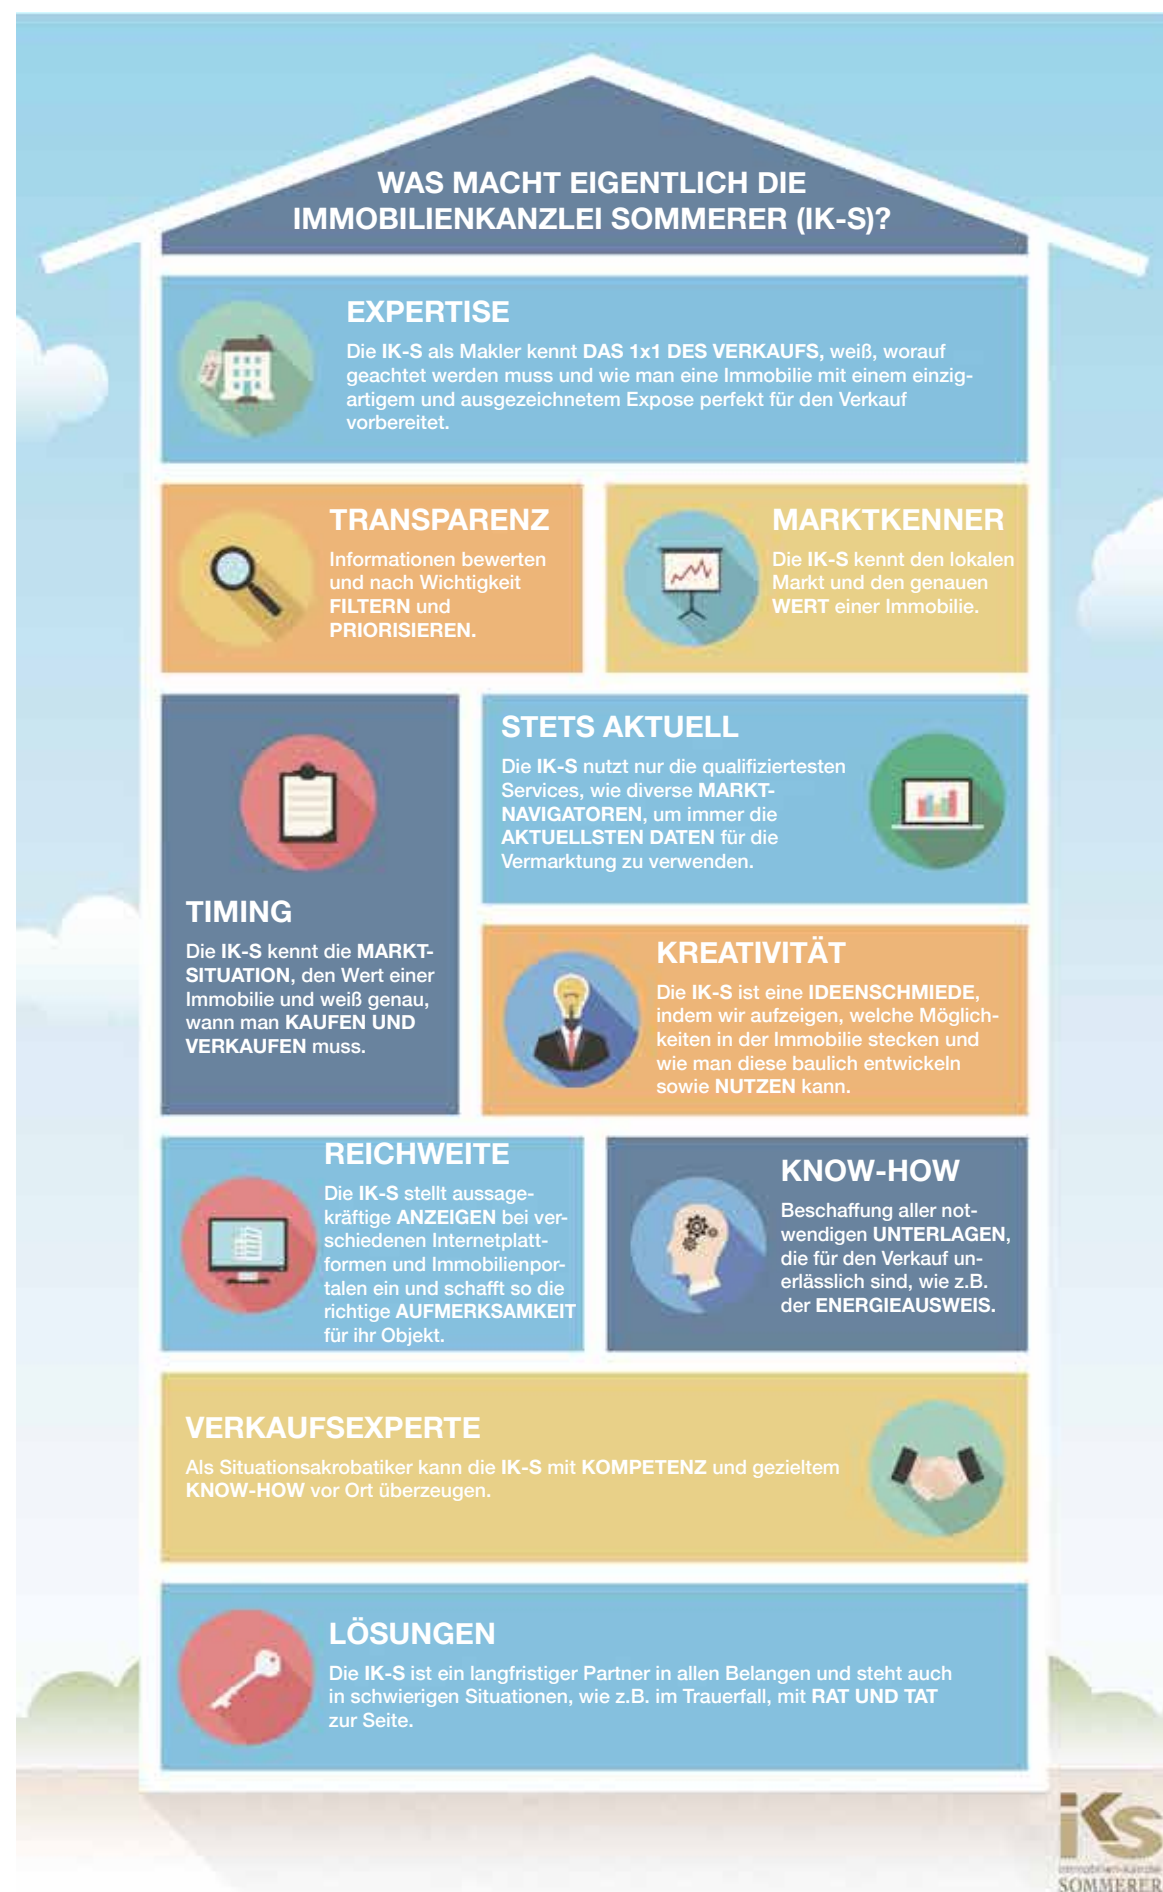 WAS MACHT EIGENTLICH DIE
IMMOBILIENKANZLEI SOMMERER (IK-S)?
EXPERTISE
Die IK-S als Makler kennt DAS 1x1 DES VERKAUFS, weiß, worauf
geachtet werden muss und wie man eine Immobilie mit einem einzig-
artigem und ausgezeichnetem Expose perfekt für den Verkauf
vorbereitet.
TRANSPARENZ
Informationen bewerten
und nach Wichtigkeit
FILTERN und
PRIORISIEREN.
MARKTKENNER
Die IK-S kennt den lokalen
Markt und den genauen
WERT einer Immobilie.
TIMING
Die IK-S kennt die MARKT-
SITUATION, den Wert einer
Immobilie und weiß genau,
wann man KAUFEN UND
VERKAUFEN muss.
STETS AKTUELL
Die IK-S nutzt nur die qualifiziertesten
Services, wie diverse MARKT-
NAVIGATOREN, um immer die
AKTUELLSTEN DATEN für die
Vermarktung zu verwenden.
KREATIVITÄT
Die IK-S ist eine IDEENSCHMIEDE,
indem wir aufzeigen, welche Möglich-
keiten in der Immobilie stecken und
wie man diese baulich entwickeln
sowie NUTZEN kann.
REICHWEITE
Die IK-S stellt aussage-
kräftige ANZEIGEN bei ver-
schiedenen Internetplatt-
formen und Immobilienpor-
talen ein und schafft so die
richtige AUFMERKSAMKEIT
für ihr Objekt.
KNOW-HOW
Beschaffung aller not-
wendigen UNTERLAGEN,
die für den Verkauf un-
erlässlich sind, wie z.B.
der ENERGIEAUSWEIS.
VERKAUFSEXPERTE
Als Situationsakrobatiker kann die IK-S mit KOMPETENZ und gezieltem
KNOW-HOW vor Ort überzeugen.
LÖSUNGEN
Die IK-S ist ein langfristiger Partner in allen Belangen und steht auch
in schwierigen Situationen, wie z.B. im Trauerfall, mit RAT UND TAT
zur Seite.
iKs
immobilien-kanzlei
SOMMERER